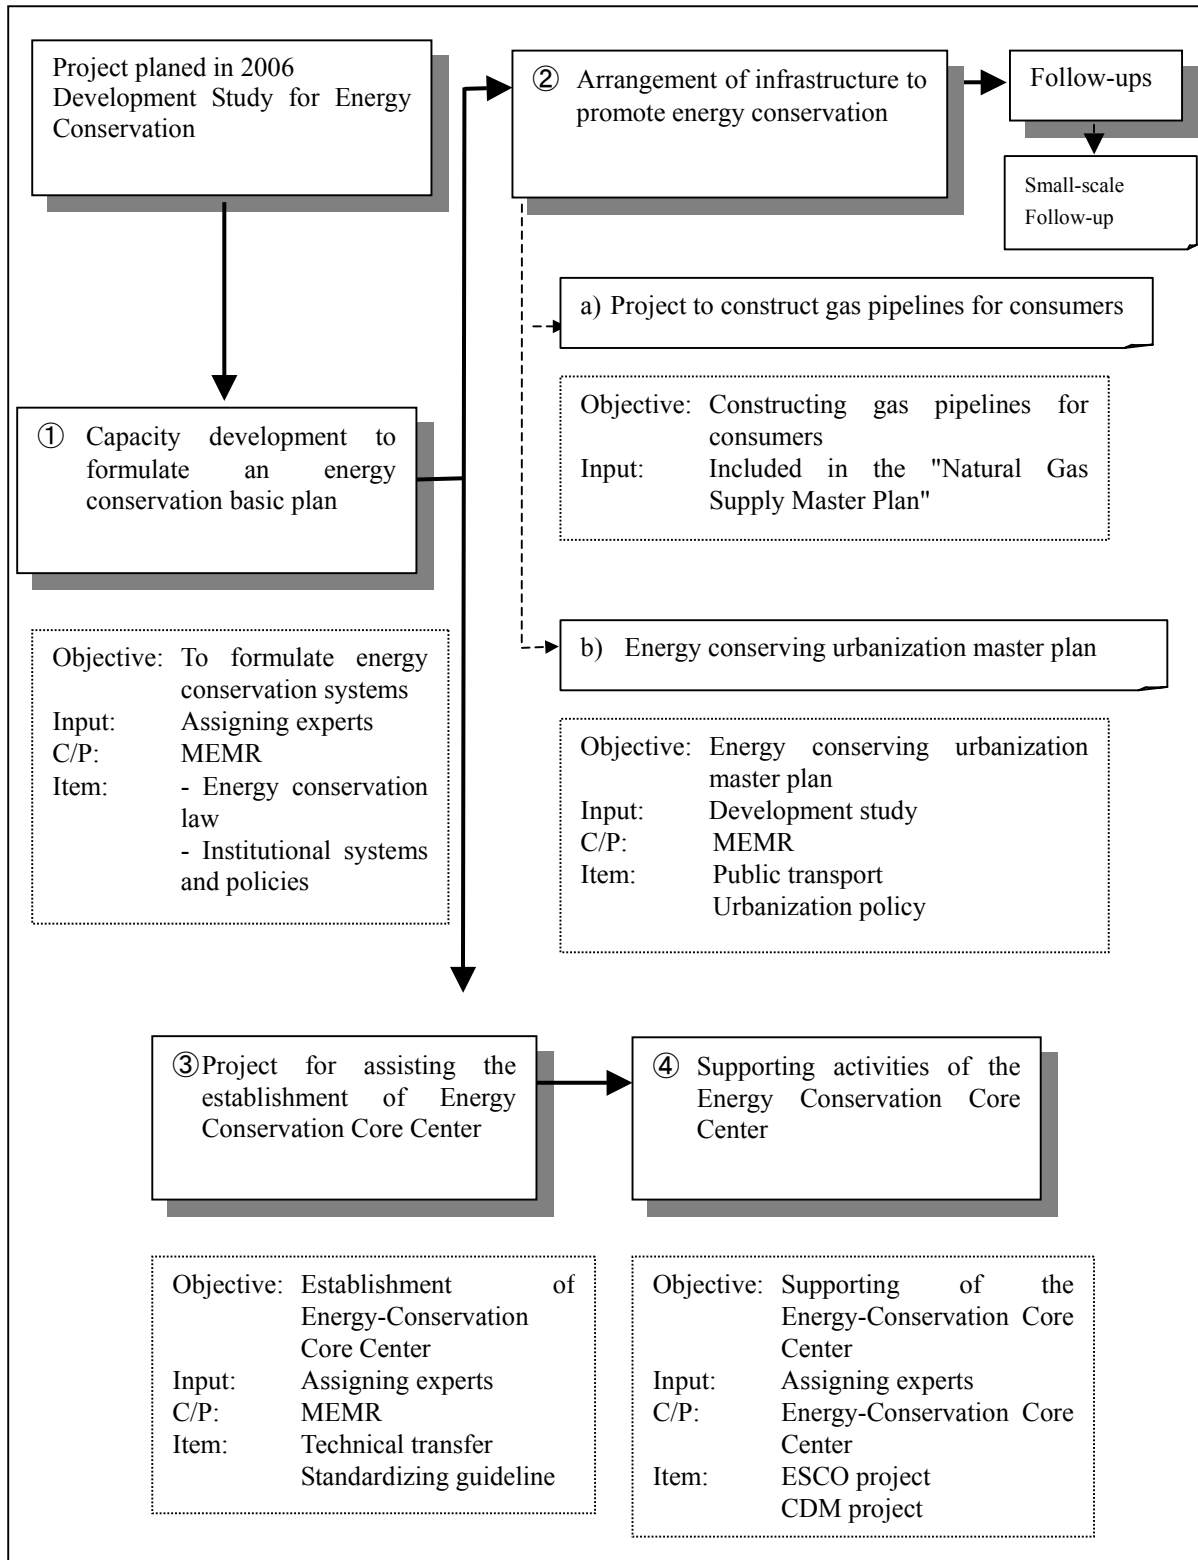 Project planed in 2006
Development Study for Energy
Conservation
② Arrangement of infrastructure to
promote energy conservation
Follow-ups
Small-scale
Follow-up
a) Project to construct gas pipelines for consumers
Objective: Constructing gas pipelines for
consumers
Input: Included in the "Natural Gas
Supply Master Plan"
① Capacity development to
formulate an energy
conservation basic plan
Objective: To formulate energy
conservation systems
Input: Assigning experts
C/P: MEMR
Item: - Energy conservation
law
- Institutional systems
and policies
b) Energy conserving urbanization master plan
Objective: Energy conserving urbanization
master plan
Input: Development study
C/P: MEMR
Item: Public transport
Urbanization policy
③Project for assisting the
establishment of Energy
Conservation Core Center
④ Supporting activities of the
Energy Conservation Core
Center
Objective: Establishment of
Energy-Conservation
Core Center
Input: Assigning experts
C/P: MEMR
Item: Technical transfer
Standardizing guideline
Objective: Supporting of the
Energy-Conservation Core
Center
Input: Assigning experts
C/P: Energy-Conservation Core
Center
Item: ESCO project
CDM project